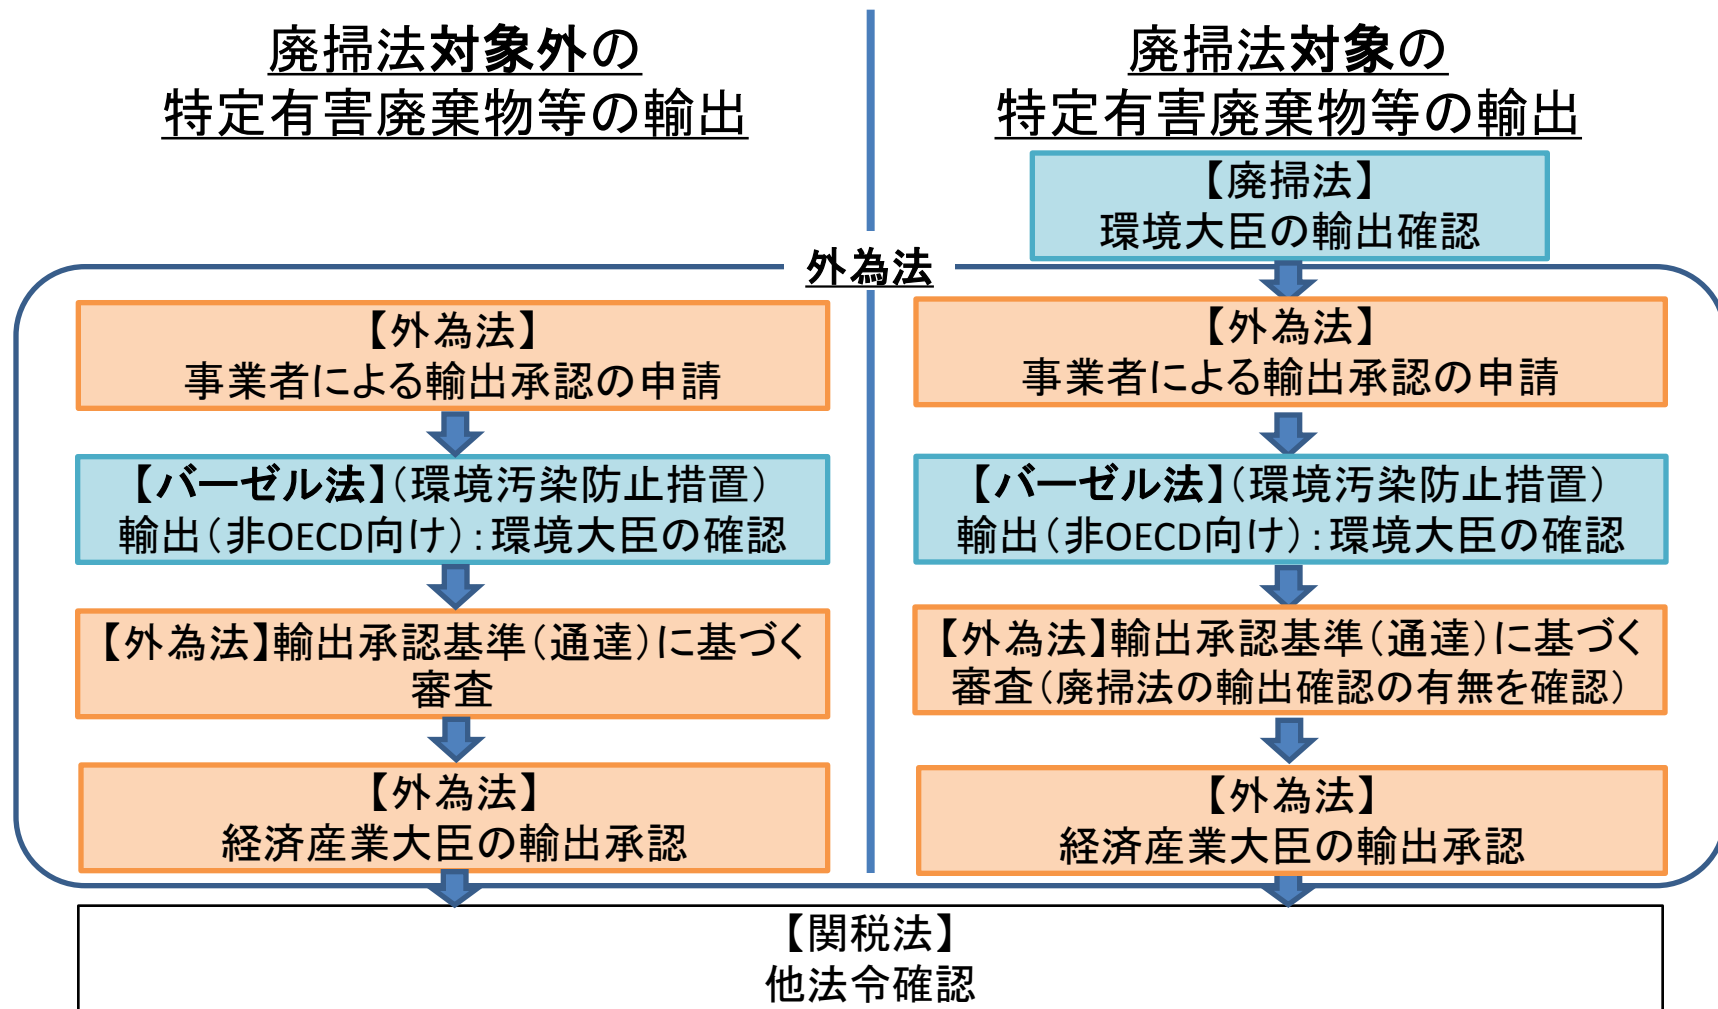 廃掃法対象外の
特定有害廃棄物等の輸出
廃掃法対象の
特定有害廃棄物等の輸出
【廃掃法】
環境大臣の輸出確認
外為法
【外為法】
事業者による輸出承認の申請
【バーゼル法】（環境汚染防止措置）
輸出（非OECD向け）：環境大臣の確認
【外為法】輸出承認基準（通達）に基づく
審査
【外為法】
経済産業大臣の輸出承認
【外為法】
事業者による輸出承認の申請
【バーゼル法】（環境汚染防止措置）
輸出（非OECD向け）：環境大臣の確認
【外為法】輸出承認基準（通達）に基づく
審査（廃掃法の輸出確認の有無を確認）
【外為法】
経済産業大臣の輸出承認
【関税法】
他法令確認